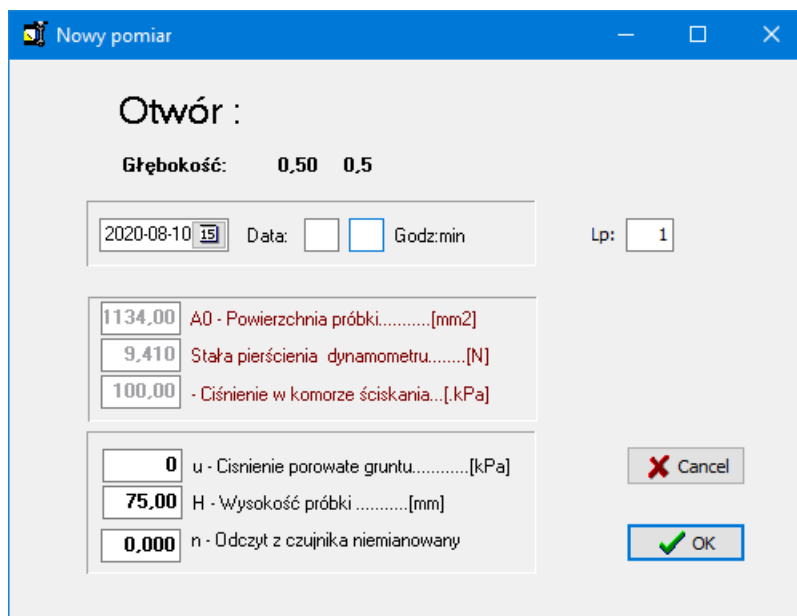 Nowy pomiar
Otwór :
Głębokość: 0,50 0,5
2020-08-10 15 Data: Godz:min Lp: 1
1134,00 A0 - Powierzchnia próbki..........[mm2]
9,410 Stała pierścienia dynamometru........[N]
100,00 - Ciśnienie w komorze ściskania...[.kPa]
0 u - Cisnienie porowate gruntu............[kPa]
Cancel
75,00 H - Wysokość próbki ...........[mm]
0,000 n - Odczyt z czujnika niemianowany
OK